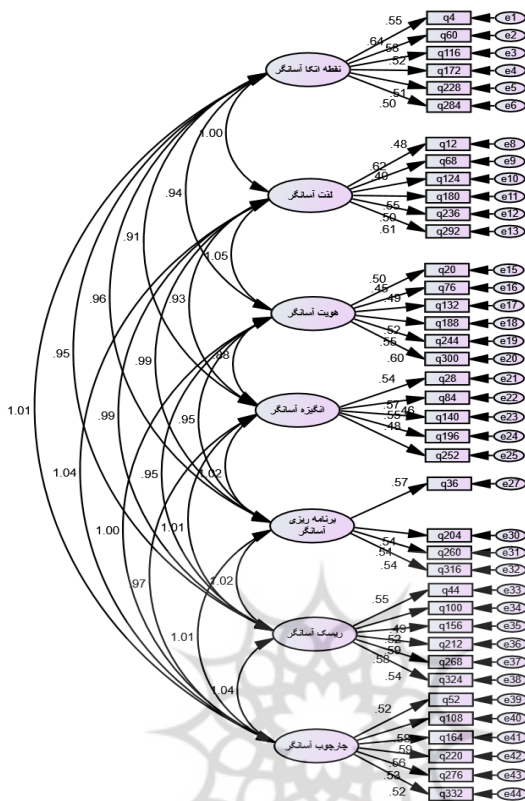 .55
q4
e1
.64
q60
e2
.58
q116
e3
.52
q172
e4
نقطه اتکا آسانگر
q228
e5
.51
q284
e6
.50
1.00
.48
q12
e8
.62
q68
e9
.40
q124
e10
لذت آسانگر
q180
e11
.55
q236
e12
.50
q292
e13
.61
.94
1.05
.50
q20
e15
.45
q76
e16
.49
q132
e17
هویت آسانگر
q188
e18
.52
q244
e19
.55
q300
e20
.60
.91
.93
.88
.54
q28
e21
.57
q84
e22
.46
انگیزه آسانگر
.55
q140
e23
.48
q196
e24
q252
e25
.96
.99
.95
1.02
.57
q36
e27
برنامه ریزی
آسانگر
.54
q204
e30
.54
q260
e31
.54
q316
e32
.95
.99
.95
1.01
1.02
.55
q44
e33
q100
e34
.49
q156
e35
ریسک آسانگر
.52
q212
e36
.59
q268
e37
.58
q324
e38
.54
1.01
1.04
1.00
.97
1.01
1.04
.52
q52
e39
q108
e40
.58
q164
e41
چارچوب آسانگر
.59
q220
e42
.56
q276
e43
.53
q332
e44
.52